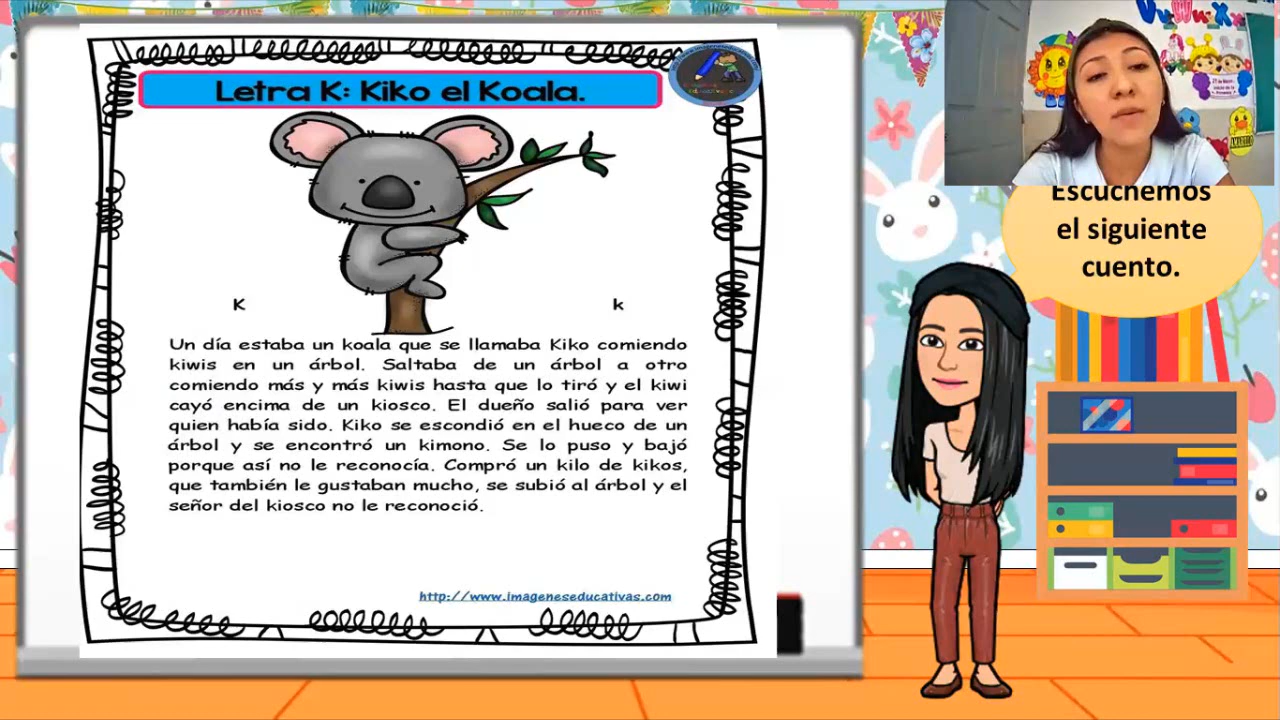 Letra K: Kiko el Koala.
K k
Un día estaba un koala que se llamaba Kiko comiendo
kiwis en un árbol. Saltaba de un árbol a otro
comiendo más y más kiwis hasta que lo tiró y el kiwi
cayó encima de un kiosco. El dueño salió para ver
quien había sido. Kiko se escondió en el hueco de un
árbol y se encontró un kimono. Se lo puso y bajó
porque así no le reconocía. Compró un kilo de kikos,
que también le gustaban mucho, se subió al árbol y el
señor del kiosco no le reconoció.
http://www.imageneseducativas.com
Vv Ww Xx
Escuchemos
el siguiente
cuento.